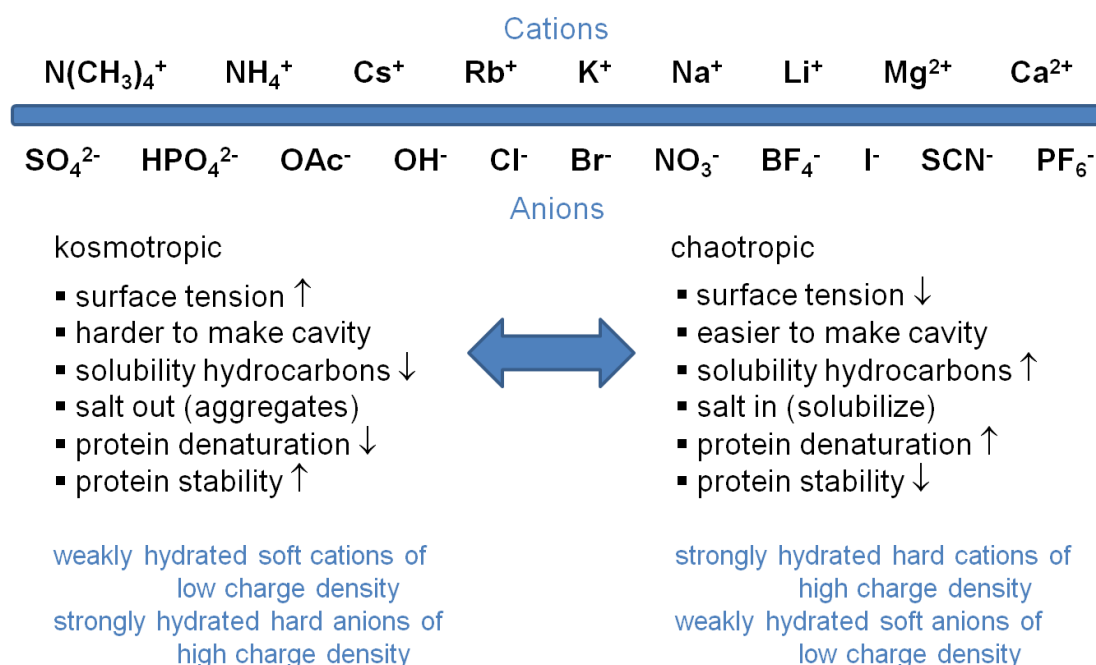 Cations
N(CH₃)₄⁺ NH₄⁺ Cs⁺ Rb⁺ K⁺ Na⁺ Li⁺ Mg²⁺ Ca²⁺
SO₄²⁻ HPO₄²⁻ OAc⁻ OH⁻ Cl⁻ Br⁻ NO₃⁻ BF₄⁻ I⁻ SCN⁻ PF₆⁻
Anions
kosmotropic
▪ surface tension ↑
▪ harder to make cavity
▪ solubility hydrocarbons ↓
▪ salt out (aggregates)
▪ protein denaturation ↓
▪ protein stability ↑
weakly hydrated soft cations of
low charge density
strongly hydrated hard anions of
high charge density
chaotropic
▪ surface tension ↓
▪ easier to make cavity
▪ solubility hydrocarbons ↑
▪ salt in (solubilize)
▪ protein denaturation ↑
▪ protein stability ↓
strongly hydrated hard cations of
high charge density
weakly hydrated soft anions of
low charge density